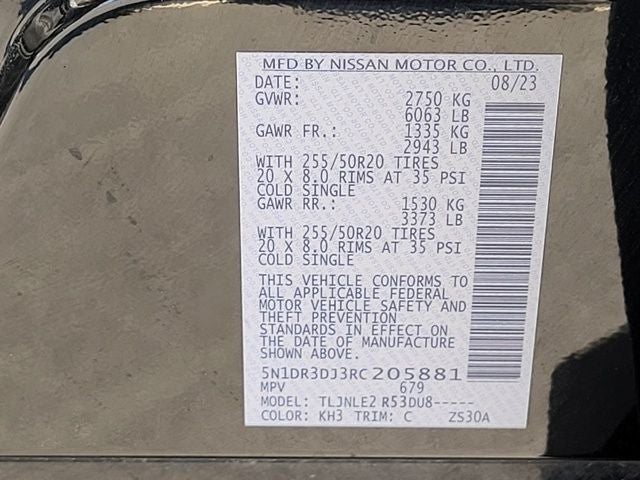 MFD BY NISSAN MOTOR CO., LTD.
DATE: 08/23
GVWR: 2750 KG
6063 LB
GAWR FR.: 1335 KG
2943 LB
WITH 255/50R20 TIRES
20 X 8.0 RIMS AT 35 PSI
COLD SINGLE
GAWR RR.: 1530 KG
3373 LB
WITH 255/50R20 TIRES
20 X 8.0 RIMS AT 35 PSI
COLD SINGLE
THIS VEHICLE CONFORMS TO
ALL APPLICABLE FEDERAL
MOTOR VEHICLE SAFETY AND
THEFT PREVENTION
STANDARDS IN EFFECT ON
THE DATE OF MANUFACTURE
SHOWN ABOVE.
5N1DR3DJ3RC205881
MPV 679
MODEL: TLJNLE2 R53DU8-----
COLOR: KH3 TRIM: C ZS30A